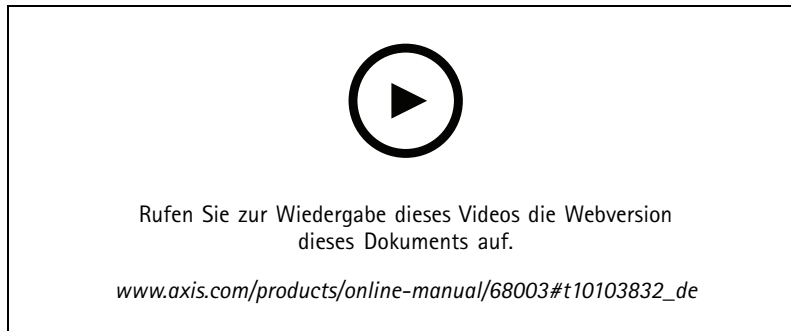 Rufen Sie zur Wiedergabe dieses Videos die Webversion
dieses Dokuments auf.
www.axis.com/products/online-manual/68003#t10103832_de